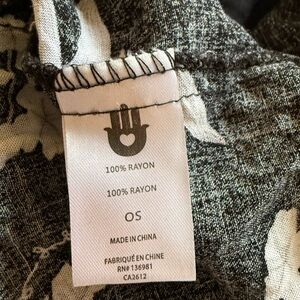 100% RAYON
100% RAYON
OS
MADE IN CHINA
FABRIQUÉ EN CHINE
RN# 136981
CA2612